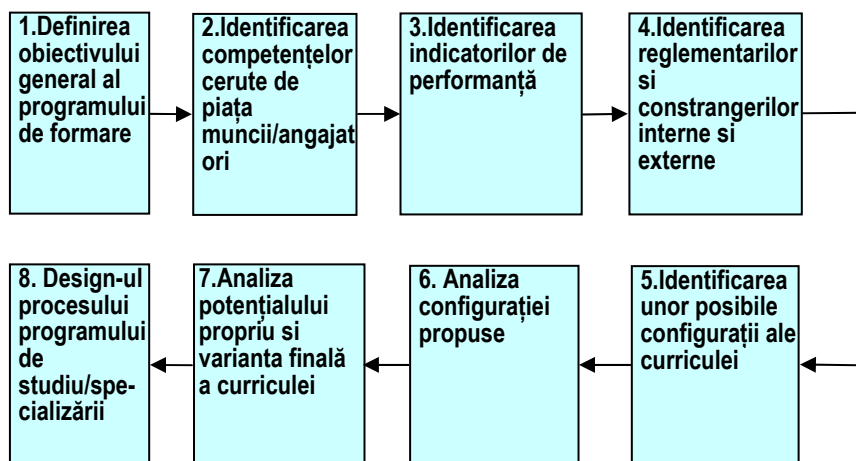 1.Definirea
obiectivului
general al
programului
de formare
2.Identificarea
competențelor
cerute de
piața
muncii/angajat
ori
3.Identificarea
indicatorilor de
performanță
4.Identificarea
reglementarilor
si
constrangerilor
interne si
externe
5.Identificarea
unor posibile
configurații ale
curriculei
6. Analiza
configurației
propuse
7.Analiza
potențialului
propriu si
varianta finală
a curriculei
8. Design-ul
procesului
programului
de
studiu/spe-
cializării